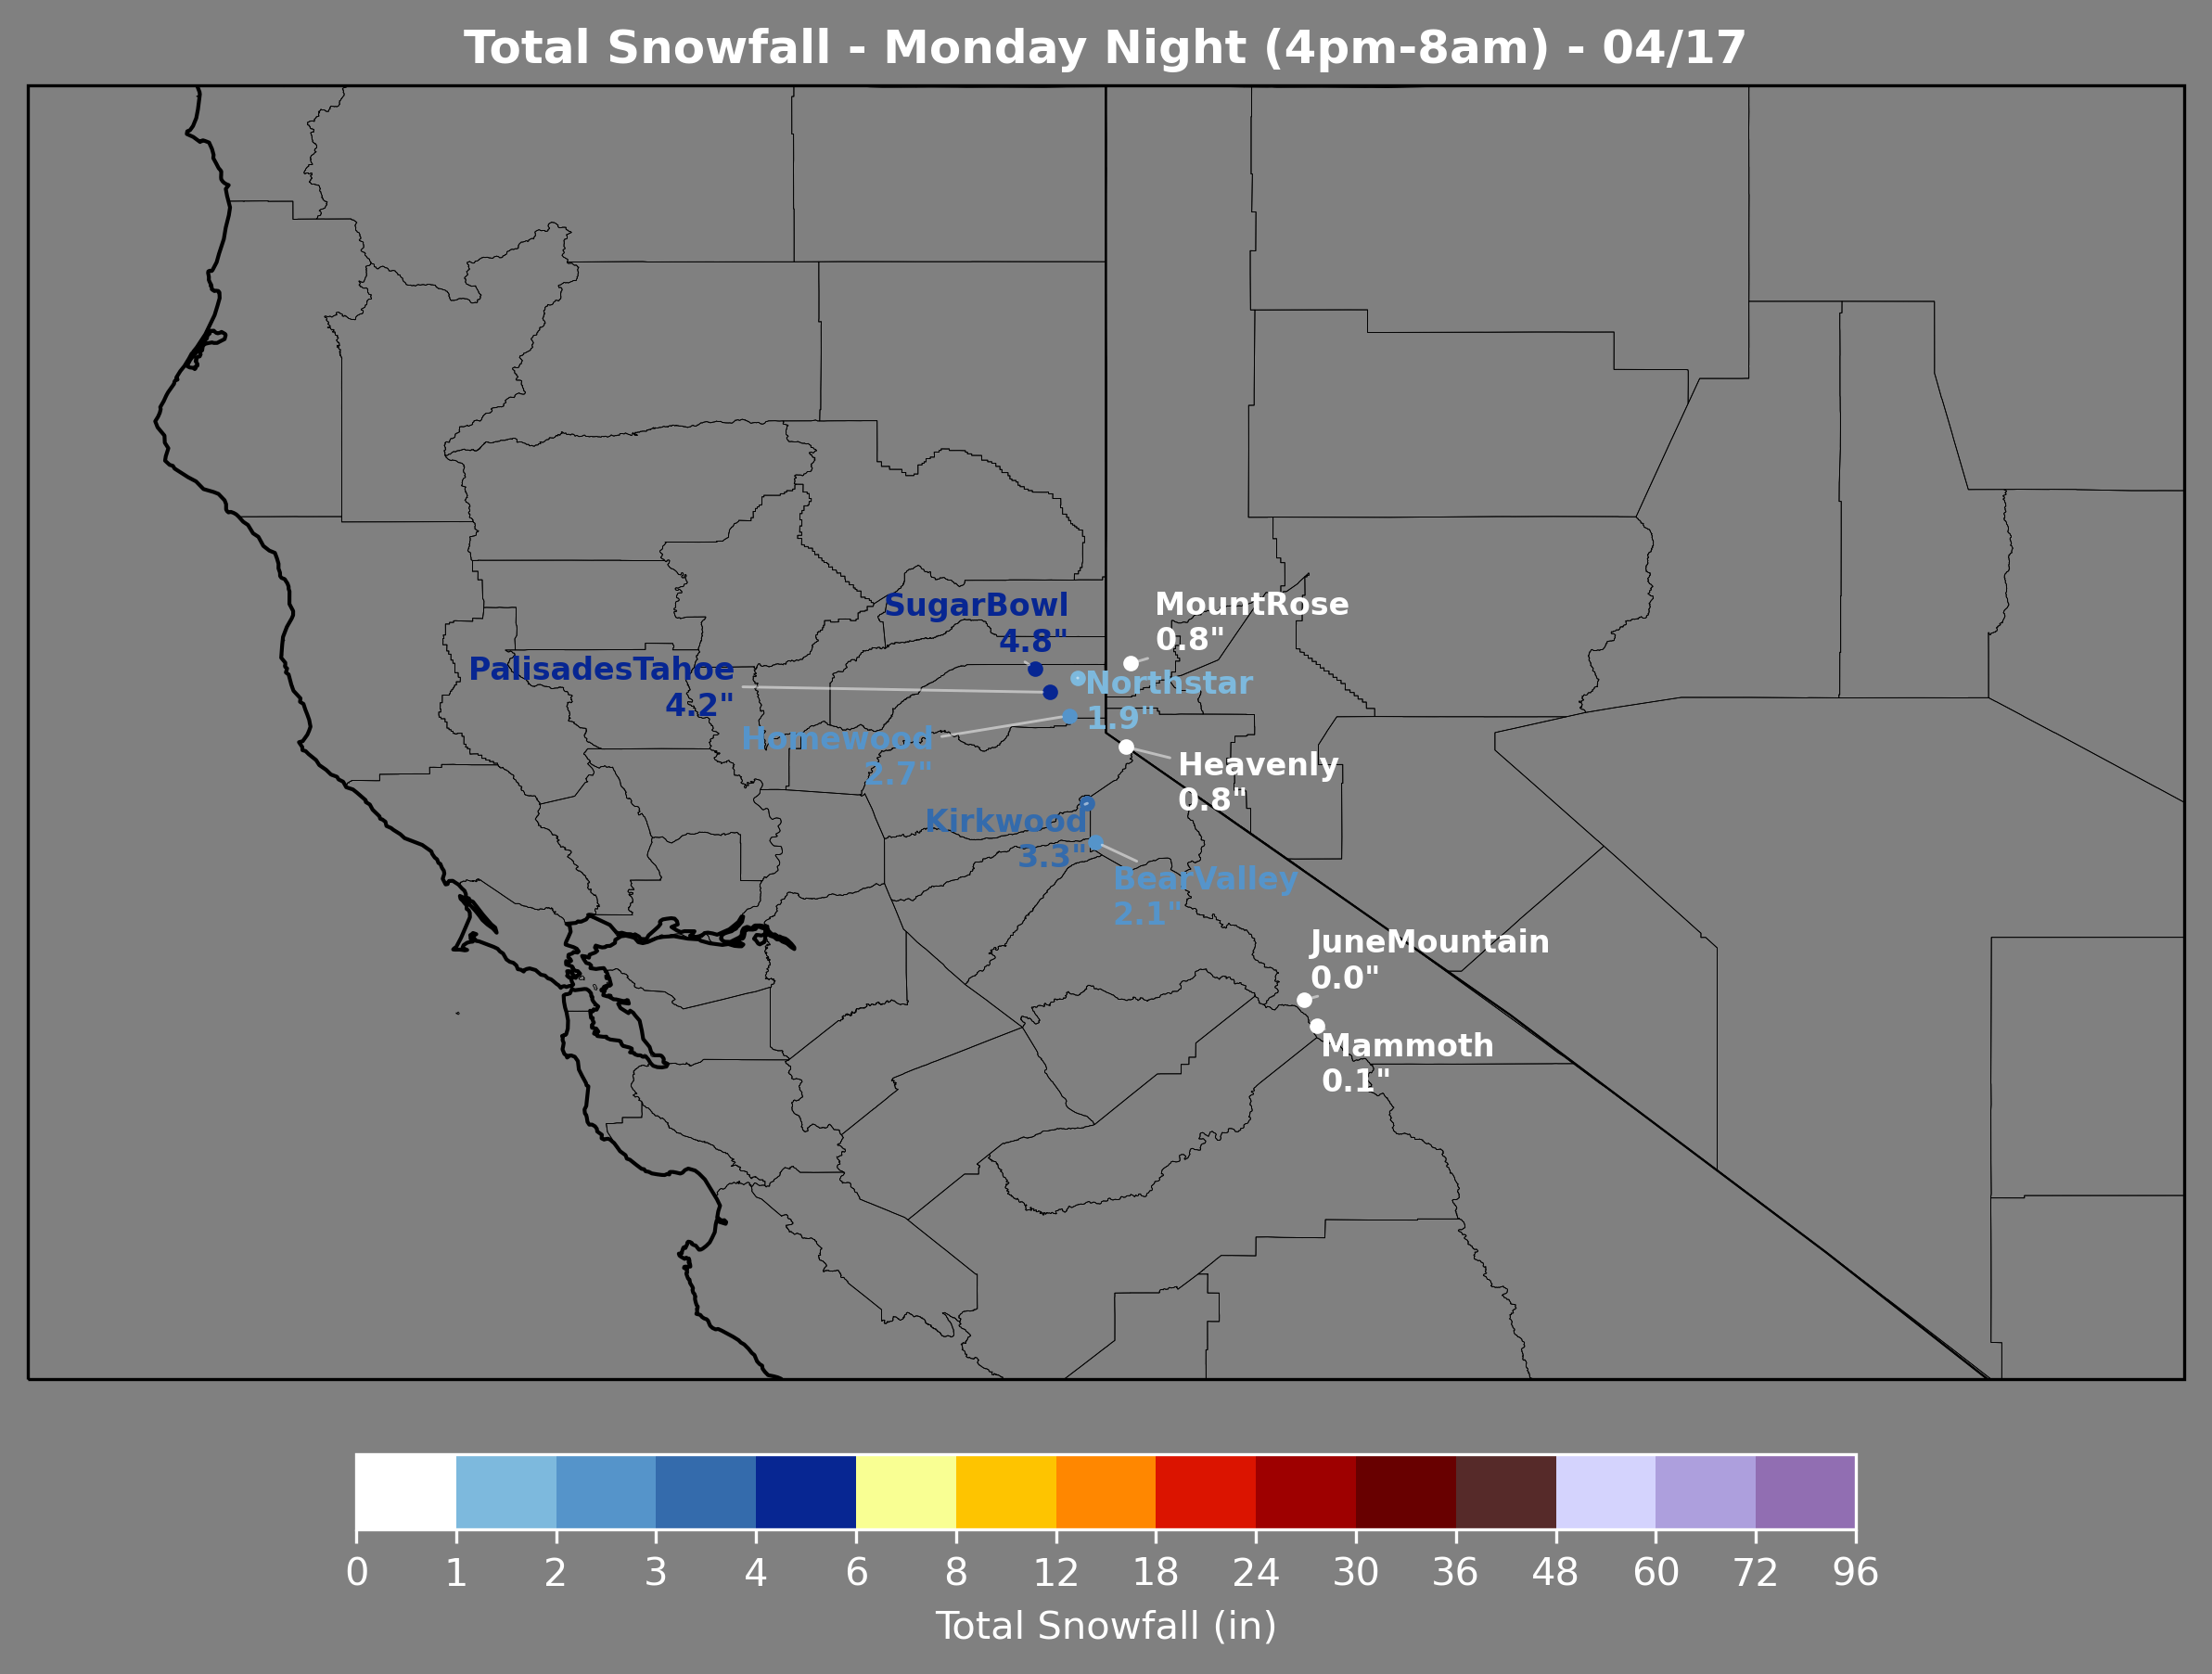 Total Snowfall - Monday Night (4pm-8am) - 04/17
SugarBowl
4.8"
MountRose
0.8"
PalisadesTahoe
4.2"
Northstar
1.9"
Homewood
2.7"
Heavenly
0.8"
Kirkwood
3.3"
BearValley
2.1"
JuneMountain
0.0"
Mammoth
0.1"
0 1 2 3 4 6 8 12 18 24 30 36 48 60 72 96
Total Snowfall (in)